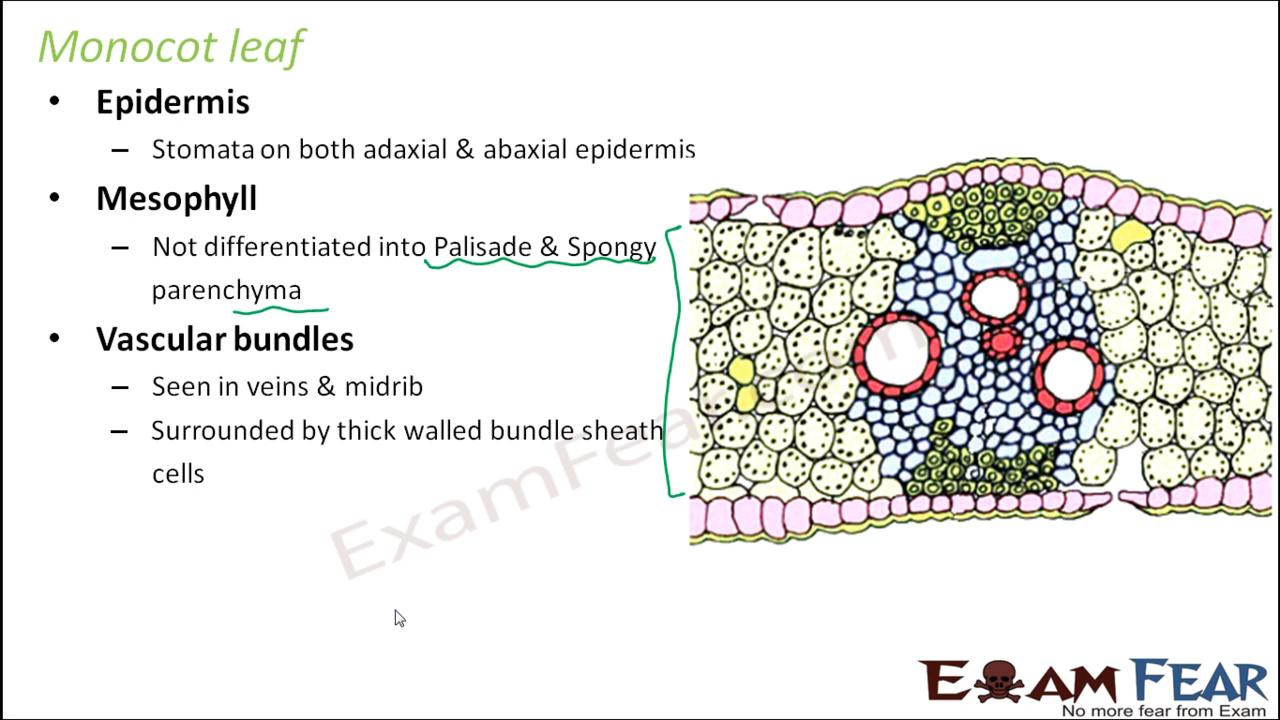 Monocot leaf
• Epidermis
– Stomata on both adaxial & abaxial epidermis
• Mesophyll
– Not differentiated into Palisade & Spongy
parenchyma
• Vascular bundles
– Seen in veins & midrib
– Surrounded by thick walled bundle sheath
cells
ExamFear.com
EXAM FEAR
No more fear from Exam